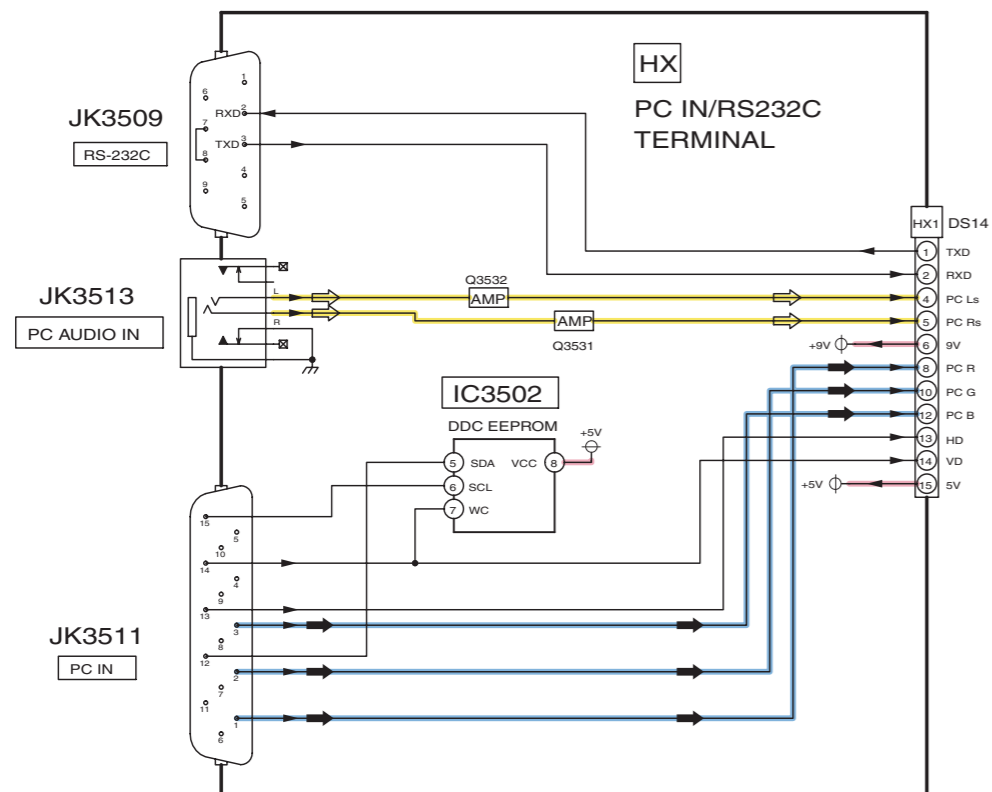 HX
PC IN/RS232C
TERMINAL
JK3509
RS-232C
1
6
RXD 2
7
TXD 3
8
4
9
5
HX1 DS14
1 TXD
2 RXD
4 PC Ls
5 PC Rs
6 9V
8 PC R
10 PC G
12 PC B
13 HD
14 VD
15 5V
JK3513
PC AUDIO IN
L
R
Q3532
AMP
AMP
Q3531
+9V
+5V
IC3502
DDC EEPROM
+5V
5 SDA
VCC 8
6 SCL
7 WC
JK3511
PC IN
15
5
10
14
4
9
13
3
8
12
2
7
11
1
6